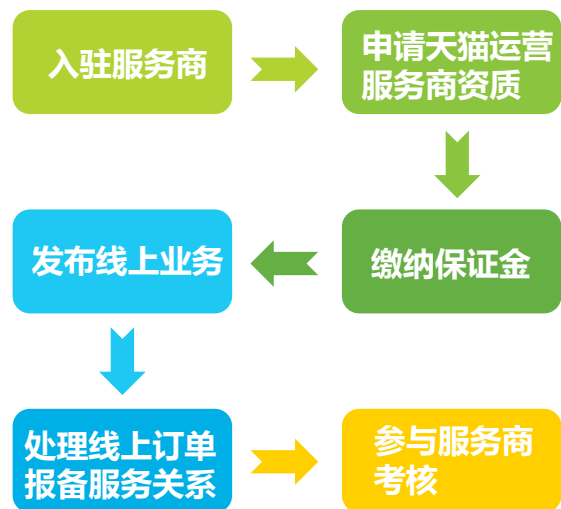 入驻服务商
申请天猫运营
服务商资质
缴纳保证金
发布线上业务
处理线上订单
报备服务关系
参与服务商
考核